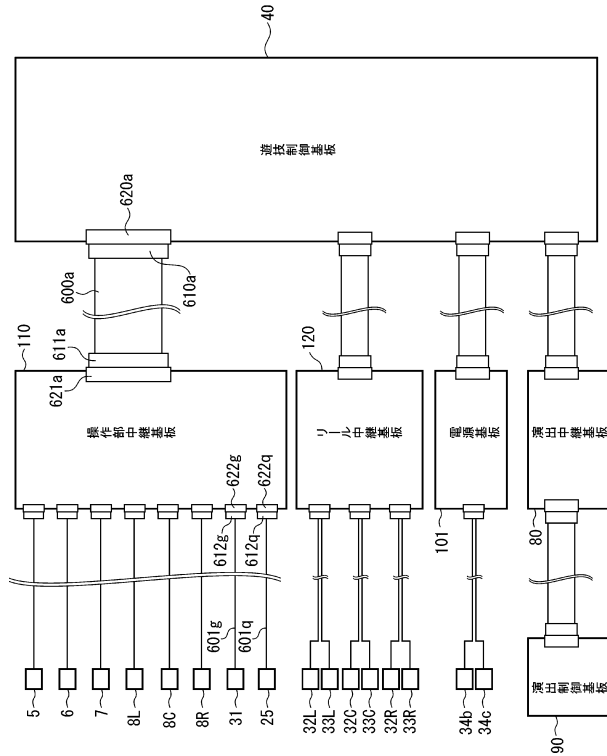 40
遊技制御基板
620a
610a
600a
611a
621a
110
操作部中継基板
622g
622q
612g
612q
601g
601q
5
6
7
8L
8C
8R
31
25
120
リール中継基板
32L
33L
32C
33C
32R
33R
電源基板
101
34b
34c
演出中継基板
80
演出制御基板
90